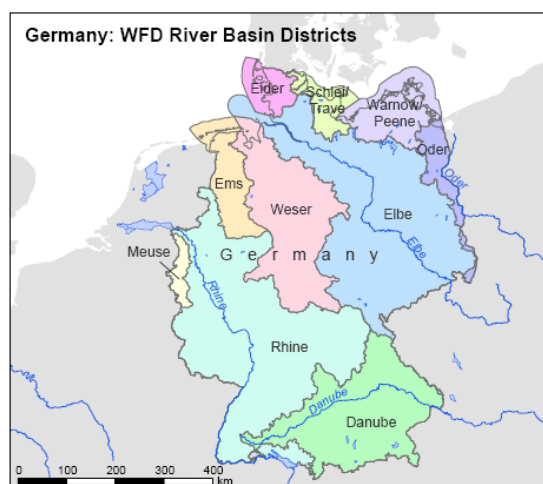 Germany: WFD River Basin Districts
Eider
Schlei/
Trave
Warnow/
Peene
Oder
Oder
Ems
Weser
Elbe
Elbe
Meuse
Germany
Rhine
Rhine
Danube
Danube
0 100 200 300 400
km